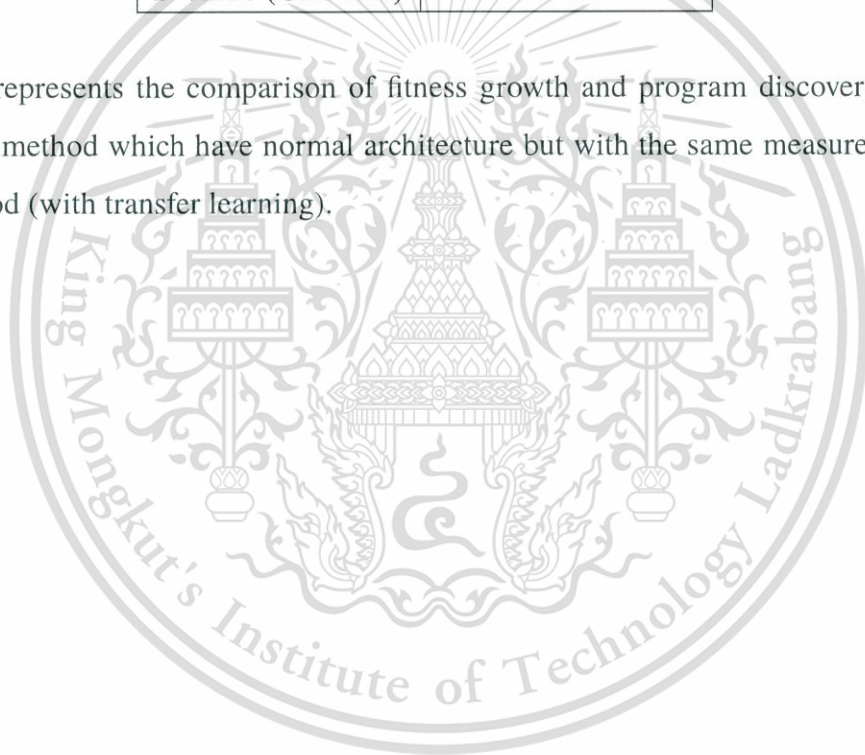 represents the comparison of fitness growth and program discover
method which have normal architecture but with the same measure
od (with transfer learning).
King Mongkut's Institute of Technology Ladkrabang